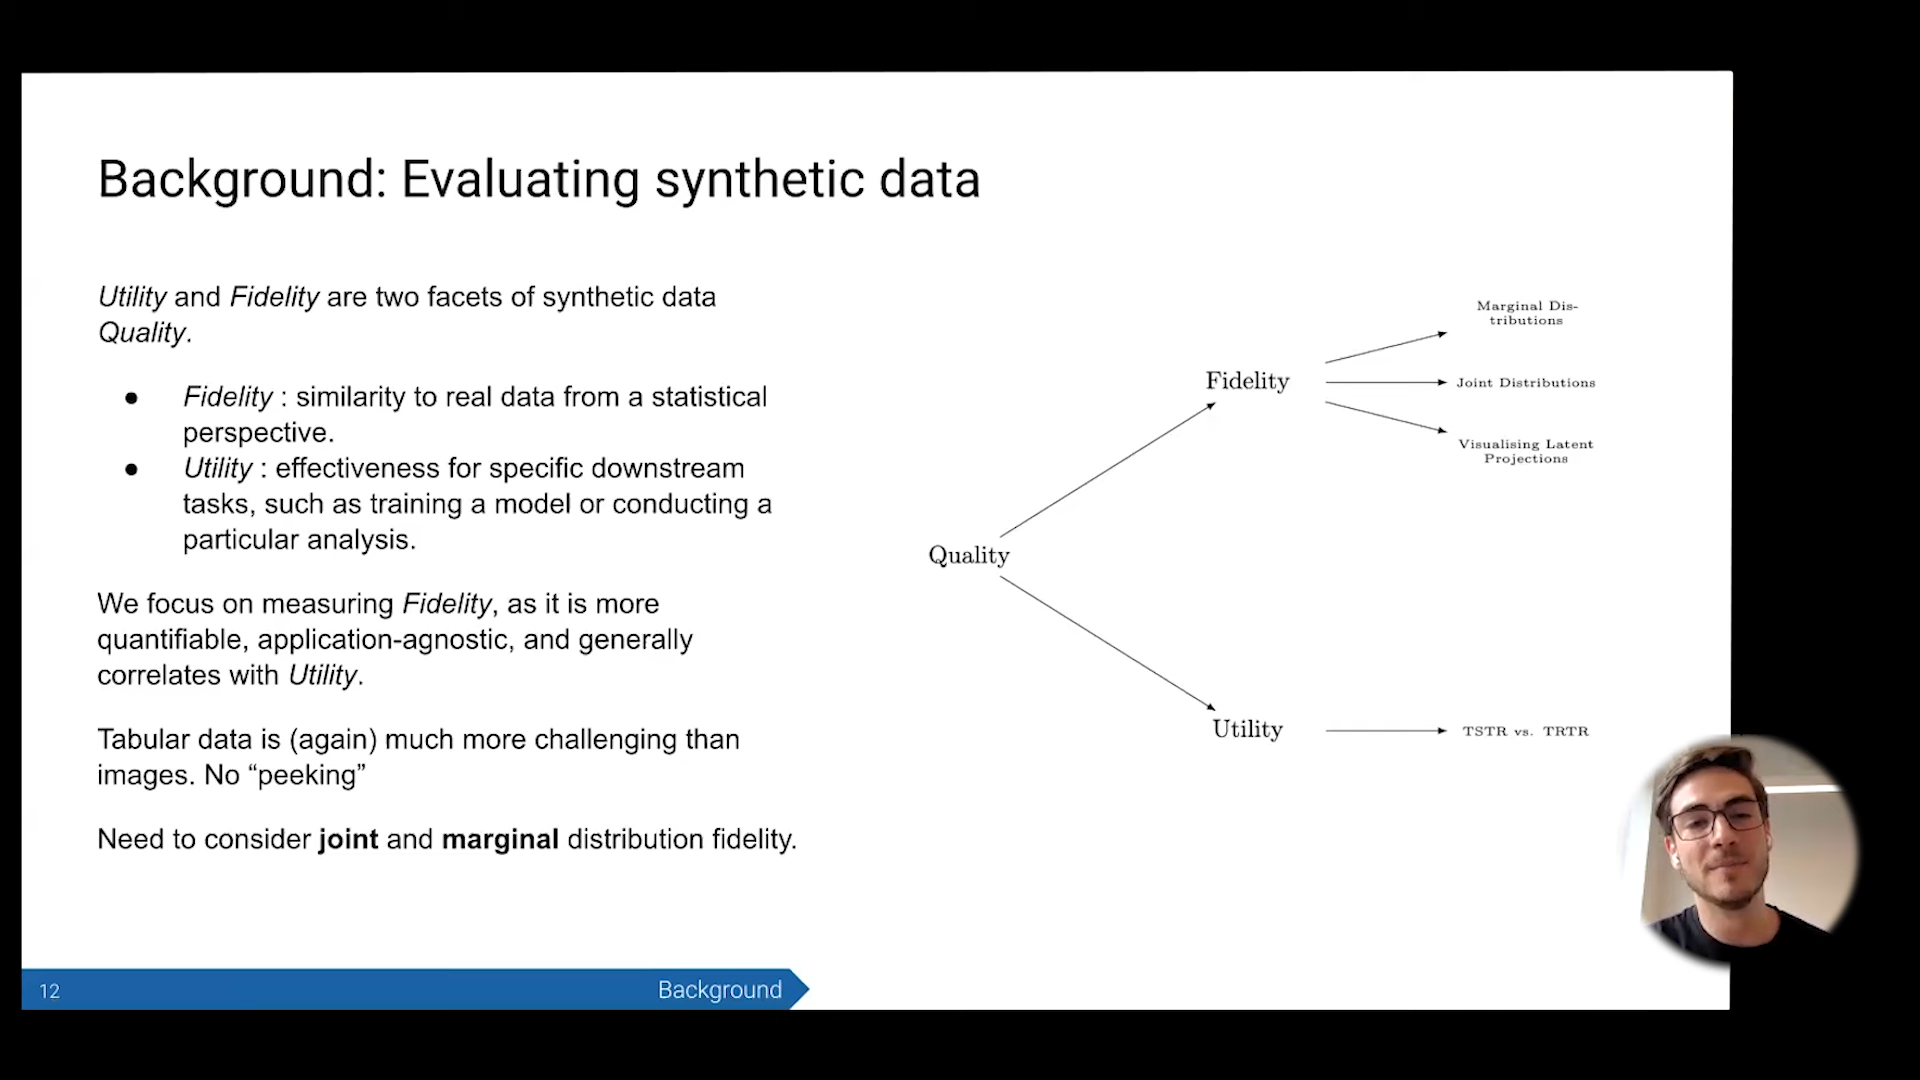 Background: Evaluating synthetic data
Utility and Fidelity are two facets of synthetic data
Quality.
● Fidelity : similarity to real data from a statistical
perspective.
● Utility : effectiveness for specific downstream
tasks, such as training a model or conducting a
particular analysis.
We focus on measuring Fidelity, as it is more
quantifiable, application-agnostic, and generally
correlates with Utility.
Tabular data is (again) much more challenging than
images. No “peeking”
Need to consider joint and marginal distribution fidelity.
Quality
Fidelity
Marginal Dis-
tributions
Joint Distributions
Visualising Latent
Projections
Utility
TSTR vs. TRTR
12
Background